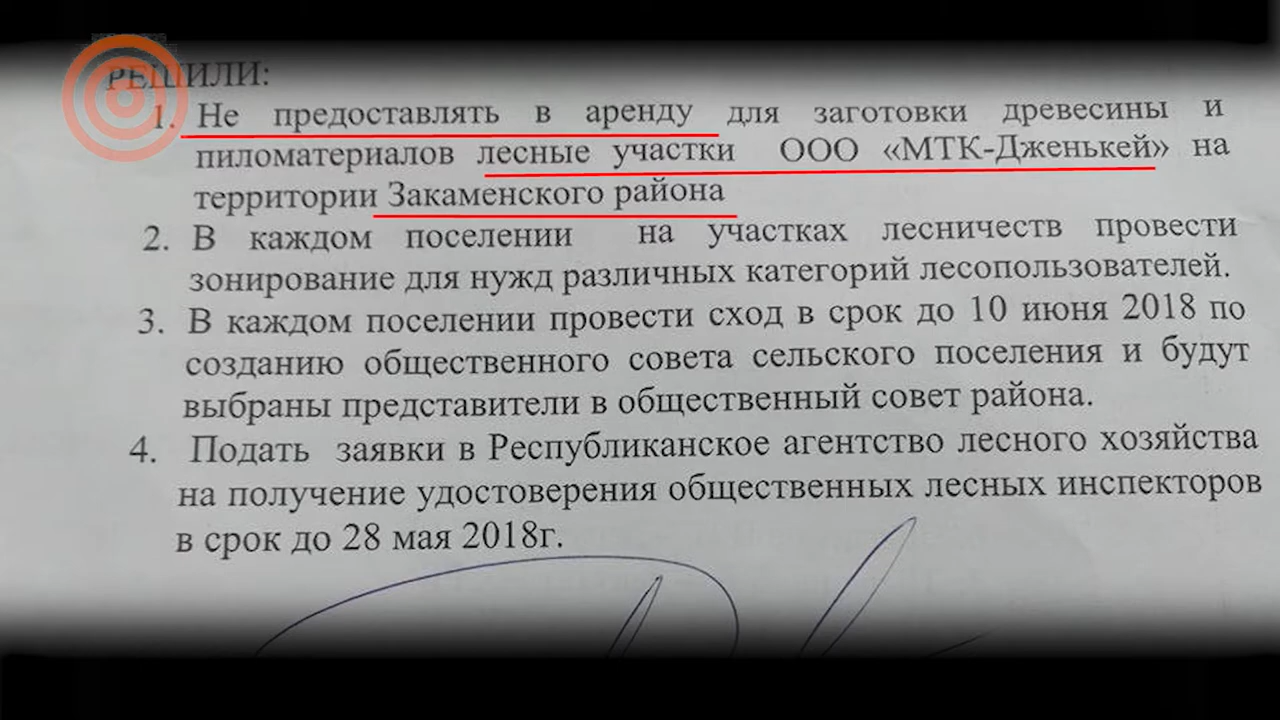 РЕШИЛИ:
1. Не предоставлять в аренду для заготовки древесины и
пиломатериалов лесные участки ООО «МТК-Дженькей» на
территории Закаменского района
2. В каждом поселении на участках лесничеств провести
зонирование для нужд различных категорий лесопользователей.
3. В каждом поселении провести сход в срок до 10 июня 2018 по
созданию общественного совета сельского поселения и будут
выбраны представители в общественный совет района.
4. Подать заявки в Республиканское агентство лесного хозяйства
на получение удостоверения общественных лесных инспекторов
в срок до 28 мая 2018г.